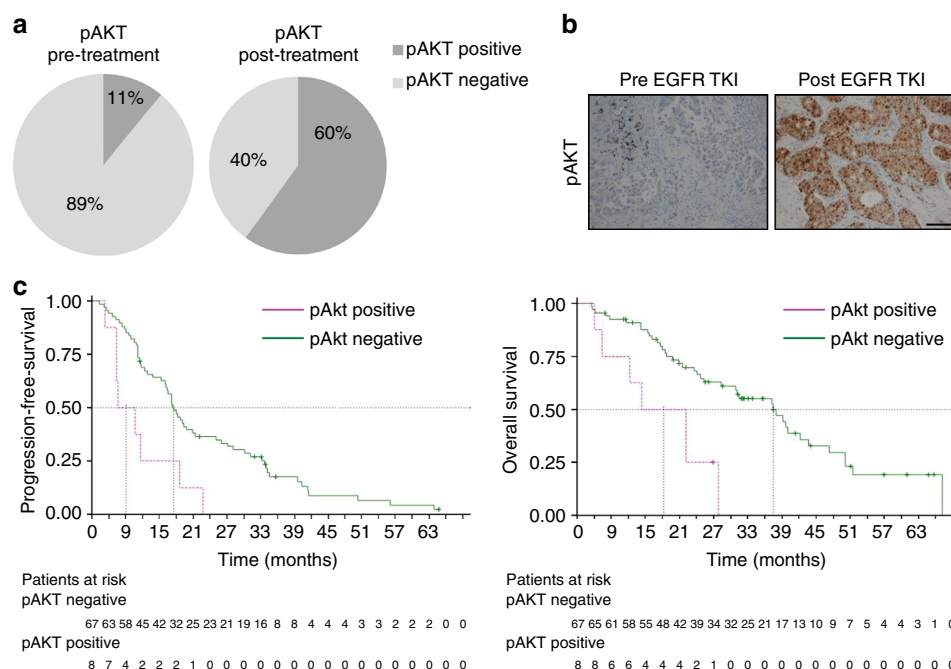 a
pAKT
pre-treatment
pAKT
post-treatment
pAKT positive
pAKT negative
11%
89%
60%
40%
b
Pre EGFR TKI
Post EGFR TKI
pAKT
c
Progression-free-survival
1.00
0.75
0.50
0.25
0.00
pAkt positive
pAkt negative
0 9 15 21 27 33 39 45 51 57 63
Time (months)
Patients at risk
pAKT negative
67 63 58 45 42 32 25 23 21 19 16 8 8 4 4 4 3 3 2 2 2 0 0
pAKT positive
8 7 4 2 2 2 1 0 0 0 0 0 0 0 0 0 0 0 0 0 0 0 0
Overall survival
1.00
0.75
0.50
0.25
0.00
pAkt positive
pAkt negative
0 9 15 21 27 33 39 45 51 57 63
Time (months)
Patients at risk
pAKT negative
67 65 61 58 55 48 42 39 34 32 25 21 17 13 10 9 7 5 4 4 3 1 0
pAKT positive
8 8 6 6 4 4 2 1 0 0 0 0 0 0 0 0 0 0 0 0 0 0 0